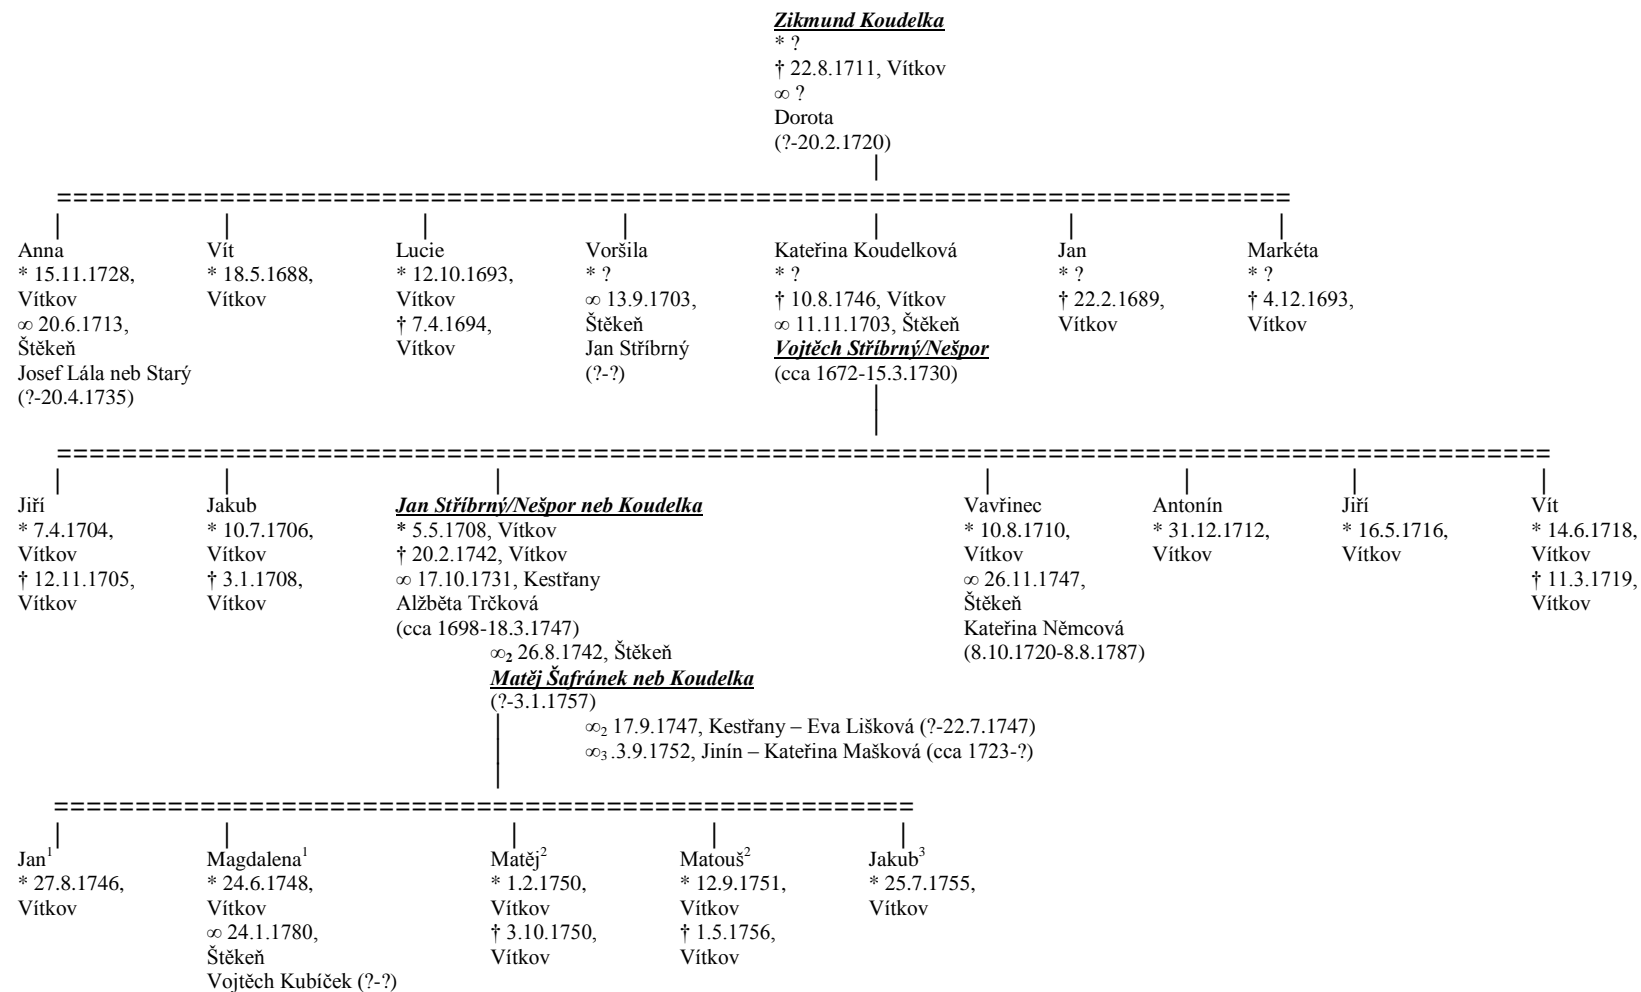 Zikmund Koudelka
* ?
† 22.8.1711, Vítkov
∞ ?
Dorota
(?-20.2.1720)
Anna
* 15.11.1728,
Vítkov
∞ 20.6.1713,
Štěkeň
Josef Lála neb Starý
(?-20.4.1735)
Vít
* 18.5.1688,
Vítkov
Lucie
* 12.10.1693,
Vítkov
† 7.4.1694,
Vítkov
Voršila
* ?
∞ 13.9.1703,
Štěkeň
Jan Stříbrný
(?-?)
Kateřina Koudelková
* ?
† 10.8.1746, Vítkov
∞ 11.11.1703, Štěkeň
Vojtěch Stříbrný/Nešpor
(cca 1672-15.3.1730)
Jan
* ?
† 22.2.1689,
Vítkov
Markéta
* ?
† 4.12.1693,
Vítkov
Jiří
* 7.4.1704,
Vítkov
† 12.11.1705,
Vítkov
Jakub
* 10.7.1706,
Vítkov
† 3.1.1708,
Vítkov
Jan Stříbrný/Nešpor neb Koudelka
* 5.5.1708, Vítkov
† 20.2.1742, Vítkov
∞ 17.10.1731, Kestřany
Alžběta Trčková
(cca 1698-18.3.1747)
∞₂ 26.8.1742, Štěkeň
Matěj Šafránek neb Koudelka
(?-3.1.1757)
∞₂ 17.9.1747, Kestřany – Eva Lišková (?-22.7.1747)
∞₃ .3.9.1752, Jinín – Kateřina Mašková (cca 1723-?)
Vavřinec
* 10.8.1710,
Vítkov
∞ 26.11.1747,
Štěkeň
Kateřina Němcová
(8.10.1720-8.8.1787)
Antonín
* 31.12.1712,
Vítkov
Jiří
* 16.5.1716,
Vítkov
Vít
* 14.6.1718,
Vítkov
† 11.3.1719,
Vítkov
Jan¹
* 27.8.1746,
Vítkov
Magdalena¹
* 24.6.1748,
Vítkov
∞ 24.1.1780,
Štěkeň
Vojtěch Kubíček (?-?)
Matěj²
* 1.2.1750,
Vítkov
† 3.10.1750,
Vítkov
Matouš²
* 12.9.1751,
Vítkov
† 1.5.1756,
Vítkov
Jakub³
* 25.7.1755,
Vítkov